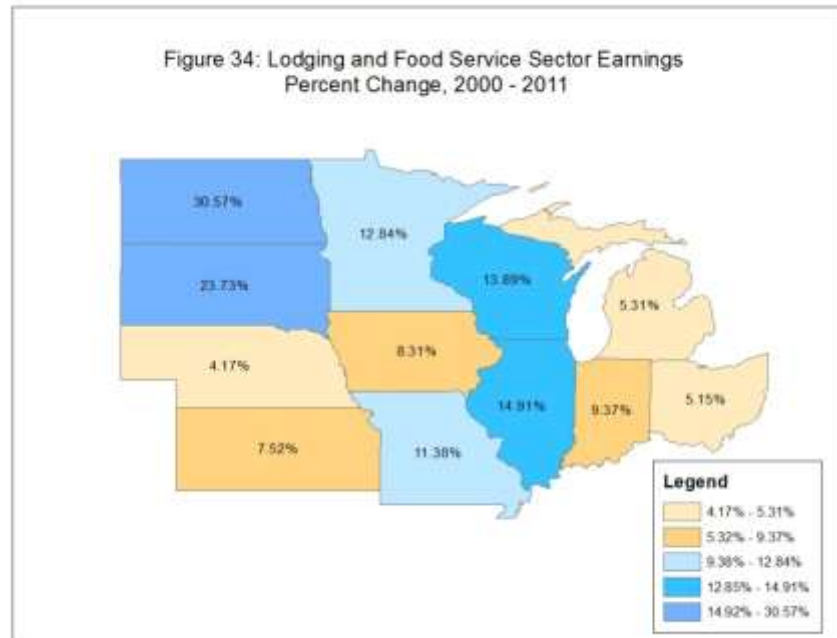 Figure 34: Lodging and Food Service Sector Earnings
Percent Change, 2000 - 2011
30.57%
12.84%
23.73%
13.89%
5.31%
4.17%
8.31%
14.91%
9.37%
5.15%
7.52%
11.38%
Legend
4.17% - 5.31%
5.32% - 9.37%
9.38% - 12.84%
12.85% - 14.91%
14.92% - 30.57%